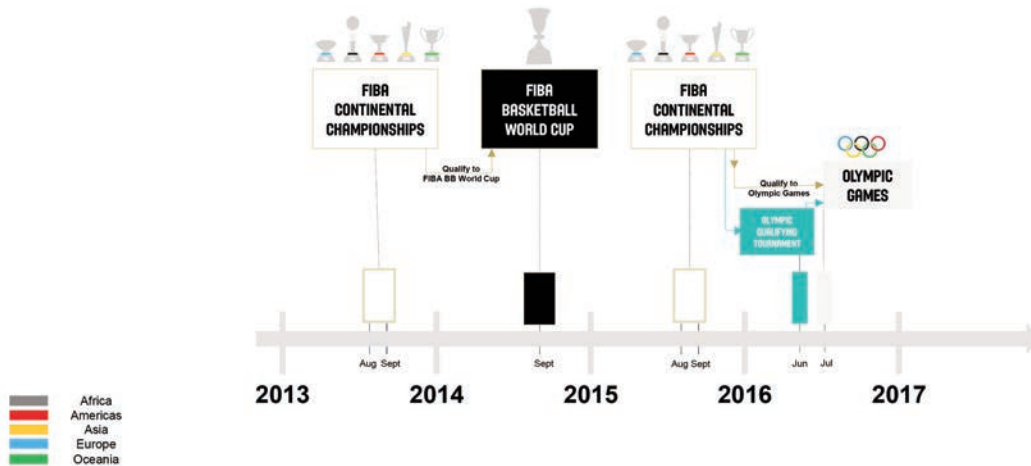 FIBA
CONTINENTAL
CHAMPIONSHIPS
FIBA
BASKETBALL
WORLD CUP
FIBA
CONTINENTAL
CHAMPIONSHIPS
Qualify to
FIBA BB World Cup
Qualify to
Olympic Games
OLYMPIC
GAMES
OLYMPIC
QUALIFYING
TOURNAMENT
Aug Sept
Sept
Aug Sept
Jun
Jul
2013
2014
2015
2016
2017
Africa
Americas
Asia
Europe
Oceania